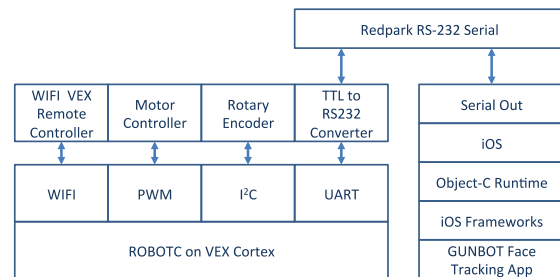 Redpark RS-232 Serial
WIFI VEX
Remote
Controller
Motor
Controller
Rotary
Encoder
TTL to
RS232
Converter
WIFI
PWM
I²C
UART
ROBOTC on VEX Cortex
Serial Out
iOS
Object-C Runtime
iOS Frameworks
GUNBOT Face
Tracking App